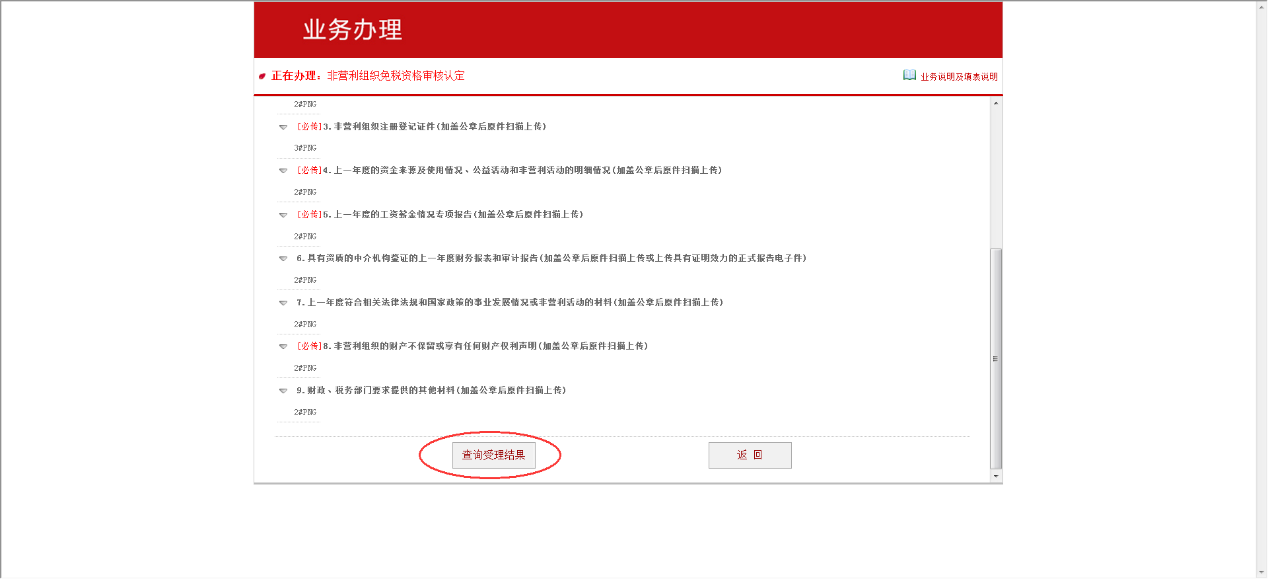 业务办理
正在办理：非营利组织免税资格审核认定
业务说明及填表说明
2#PNG
[必传]3.非营利组织注册登记证件(加盖公章后原件扫描上传)
3#PNG
[必传]4.上一年度的资金来源及使用情况、公益活动和非营利活动的明细情况(加盖公章后原件扫描上传)
2#PNG
[必传]5.上一年度的工资薪金情况专项报告(加盖公章后原件扫描上传)
2#PNG
6.具有资质的中介机构鉴证的上一年度财务报表和审计报告(加盖公章后原件扫描上传或上传具有证明效力的正式报告电子件)
2#PNG
7.上一年度符合相关法律法规和国家政策的事业发展情况或非营利活动的材料(加盖公章后原件扫描上传)
2#PNG
[必传]8.非营利组织的财产不保留或享有任何财产权利声明(加盖公章后原件扫描上传)
2#PNG
9.财政、税务部门要求提供的其他材料(加盖公章后原件扫描上传)
2#PNG
查询受理结果
返 回